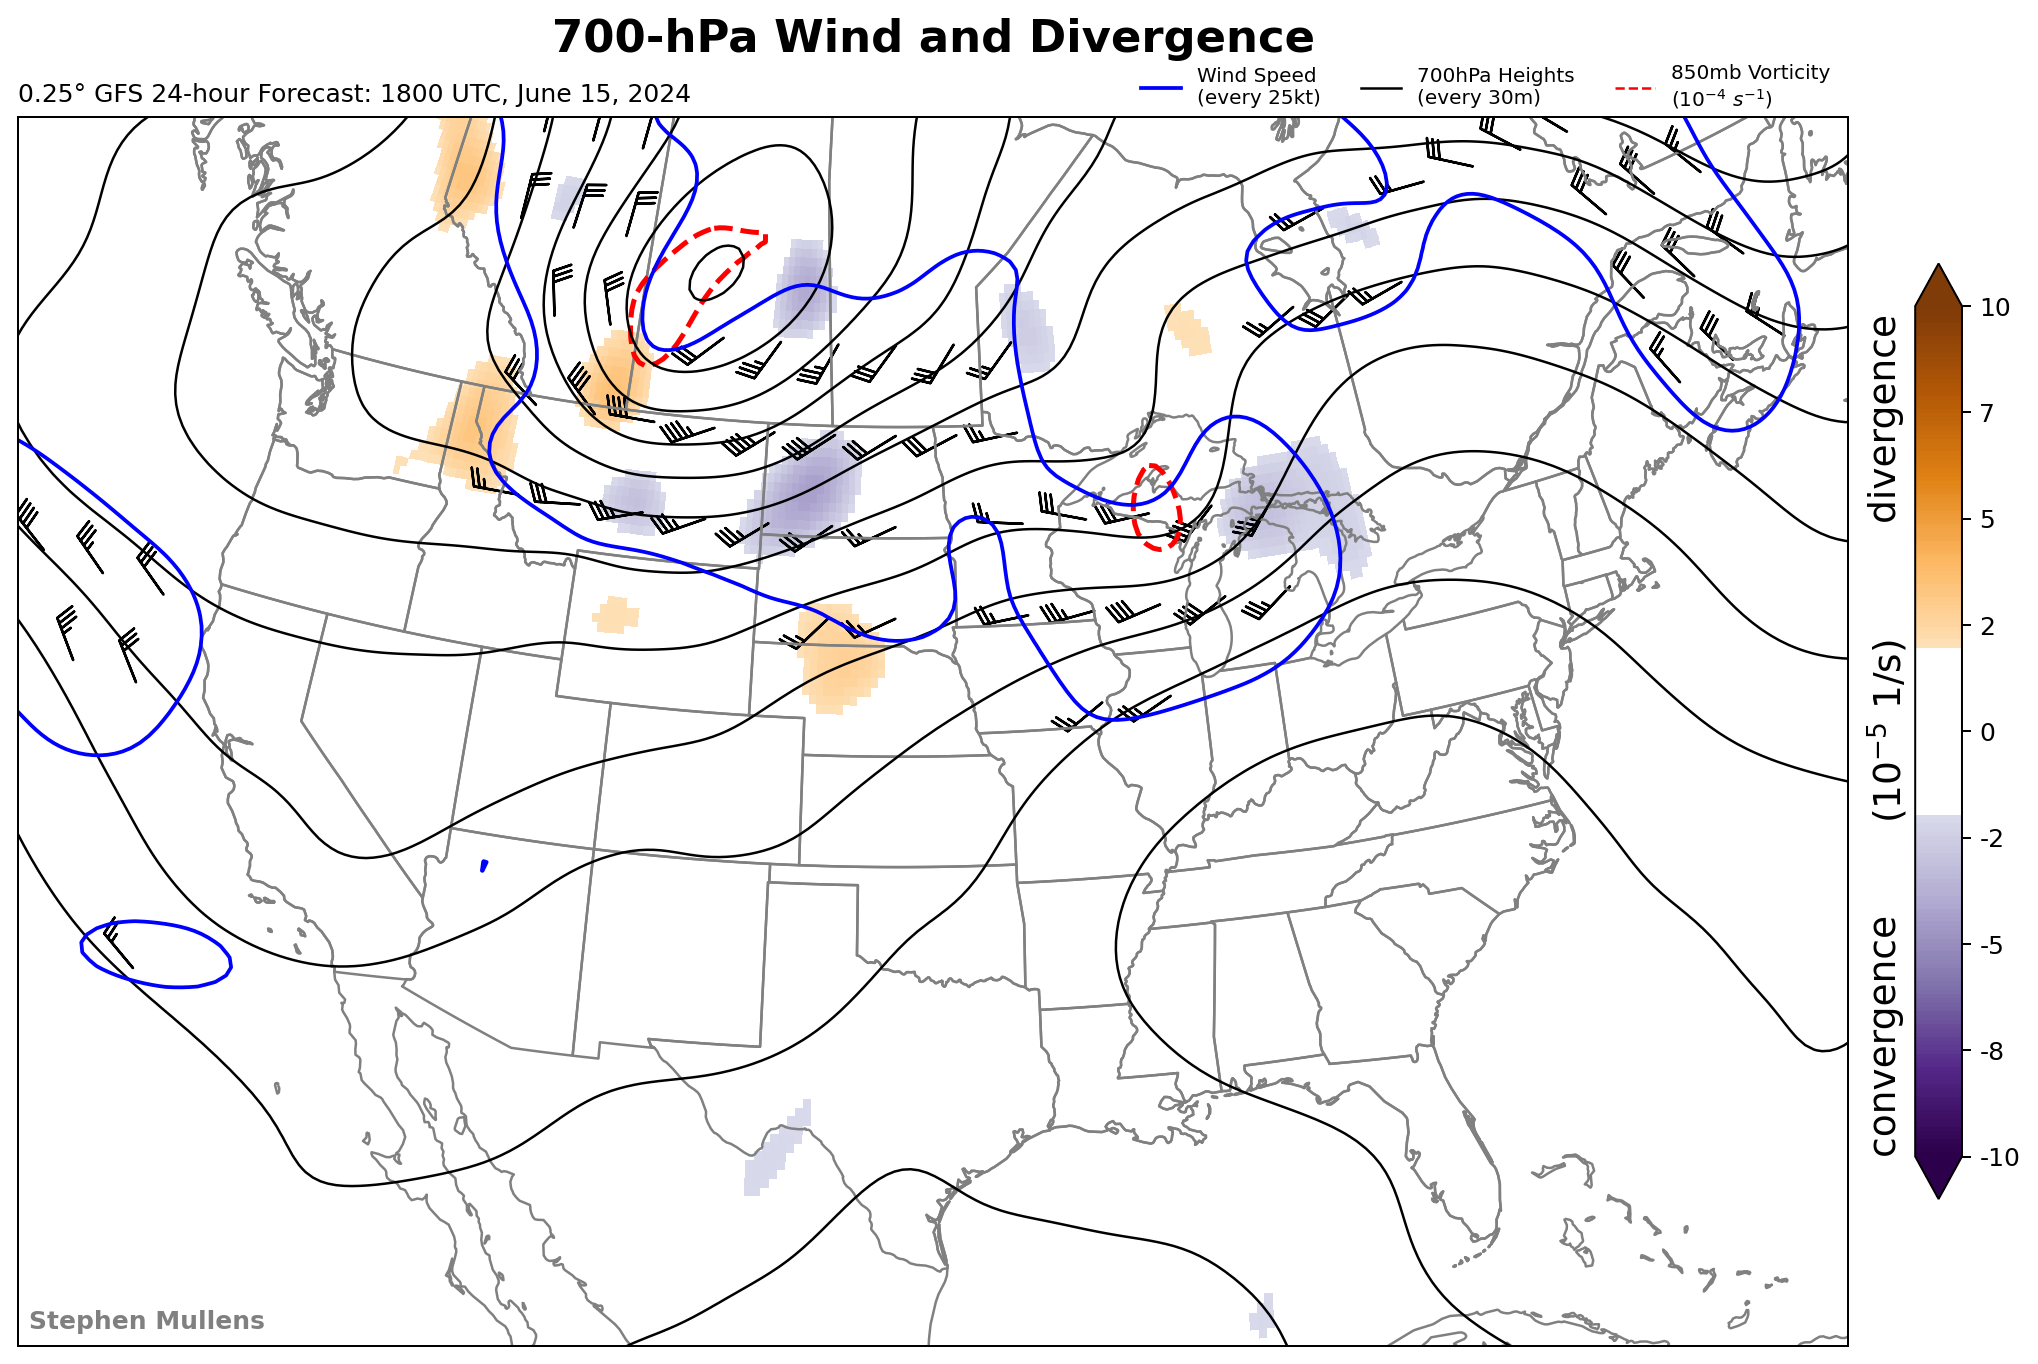 700-hPa Wind and Divergence
0.25° GFS 24-hour Forecast: 1800 UTC, June 15, 2024
Wind Speed
(every 25kt)
700hPa Heights
(every 30m)
850mb Vorticity
(10⁻⁴ s⁻¹)
10
7
5
2
0
-2
-5
-8
-10
convergence (10⁻⁵ 1/s) divergence
Stephen Mullens